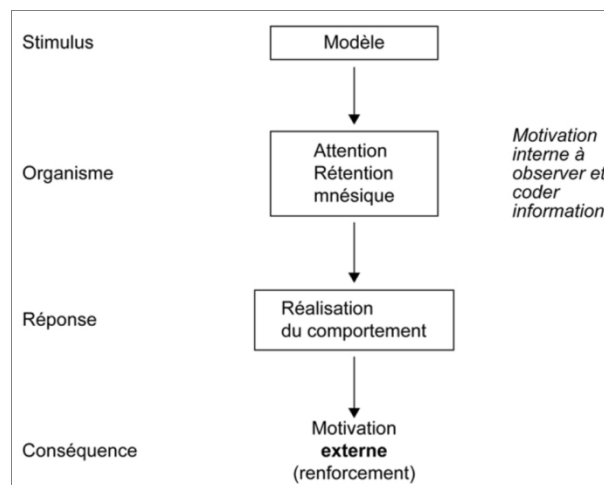 Stimulus
Modèle
Attention
Rétention
mnésique
Organisme
Motivation
interne à
observer et
coder
information
Réponse
Réalisation
du comportement
Conséquence
Motivation
externe
(renforcement)